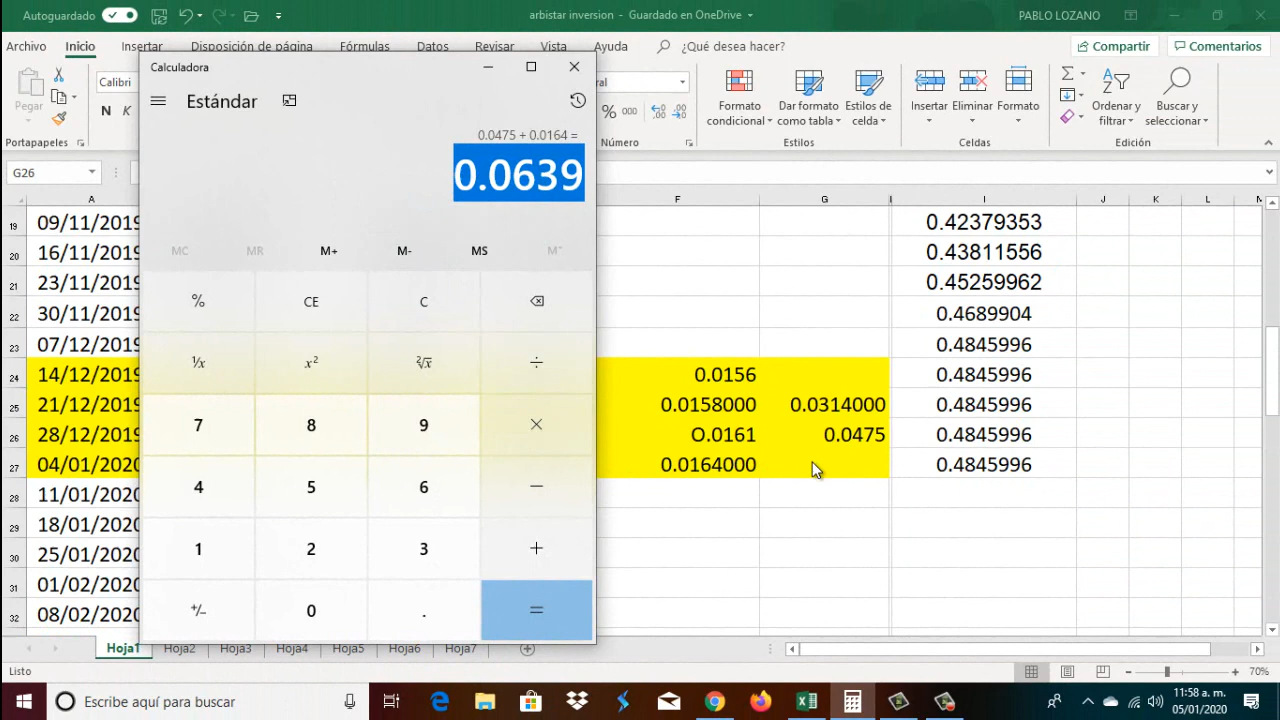 Autoguardado
arbistar inversion - Guardado en OneDrive
PABLO LOZANO
Archivo Inicio Insertar Disposición de página Fórmulas Datos Revisar Vista Ayuda ¿Qué desea hacer? Compartir Comentarios
Pegar
Portapapeles
Calibri
N K
ral
% 000
Número
Formato condicional
Dar formato como tabla
Estilos de celda
Estilos
Insertar Eliminar Formato
Celdas
Ordenar y filtrar
Buscar y seleccionar
Edición
G26
Calculadora
Estándar
0.0475 + 0.0164 =
0.0639
MC MR M+ M- MS M˅
% CE C
⅟x x² ²√x ÷
7 8 9 ×
4 5 6 −
1 2 3 +
+/− 0 . =
A F G I J K L M
19 09/11/2019 0.42379353
20 16/11/2019 0.43811556
21 23/11/2019 0.45259962
22 30/11/2019 0.4689904
23 07/12/2019 0.4845996
24 14/12/2019 0.0156 0.4845996
25 21/12/2019 0.0158000 0.0314000 0.4845996
26 28/12/2019 O.0161 0.0475 0.4845996
27 04/01/2020 0.0164000 0.4845996
28 11/01/2020
29 18/01/2020
30 25/01/2020
31 01/02/2020
32 08/02/2020
Hoja1 Hoja2 Hoja3 Hoja4 Hoja5 Hoja6 Hoja7
Listo
70%
Escribe aquí para buscar
11:58 a. m.
05/01/2020